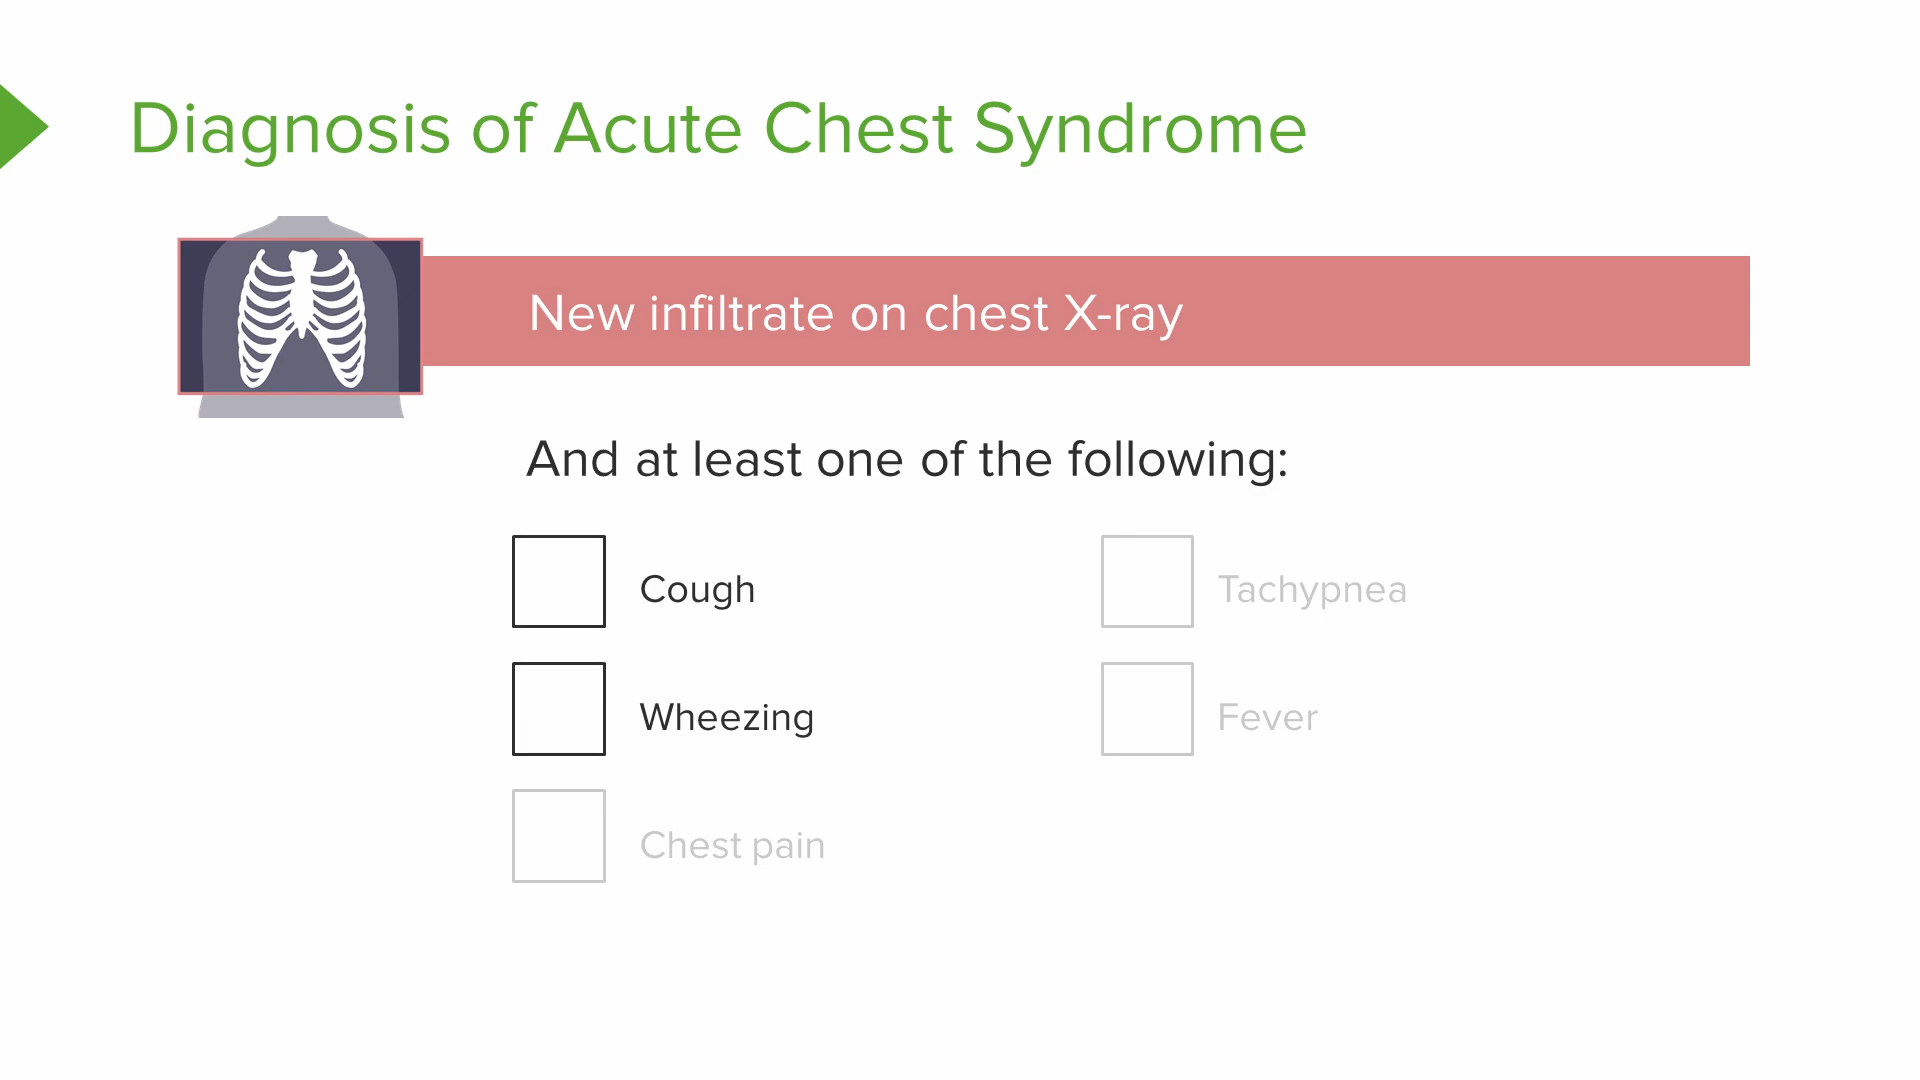 Diagnosis of Acute Chest Syndrome
New infiltrate on chest X-ray
And at least one of the following:
Cough
Wheezing
Chest pain
Tachypnea
Fever